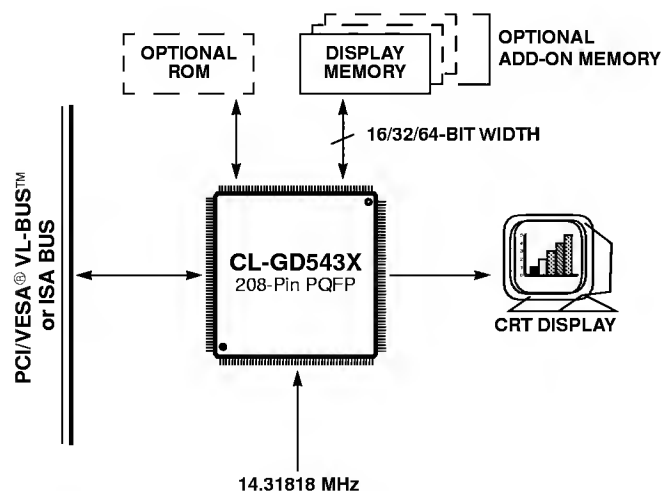 OPTIONAL
ROM
DISPLAY
MEMORY
OPTIONAL
ADD-ON MEMORY
16/32/64-BIT WIDTH
PCI/VESA® VL-BUS™
or ISA BUS
CL-GD543X
208-Pin PQFP
CRT DISPLAY
14.31818 MHz